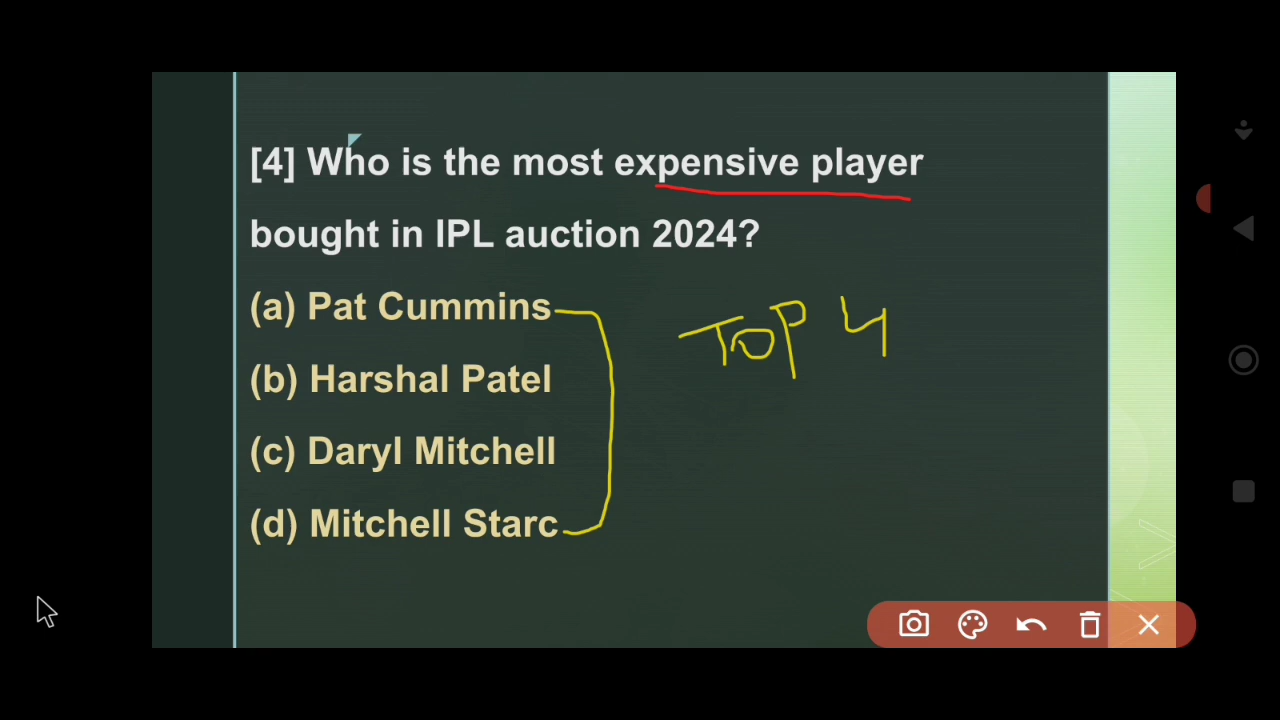 [4] Who is the most expensive player
bought in IPL auction 2024?
(a) Pat Cummins
TOP 4
(b) Harshal Patel
(c) Daryl Mitchell
(d) Mitchell Starc